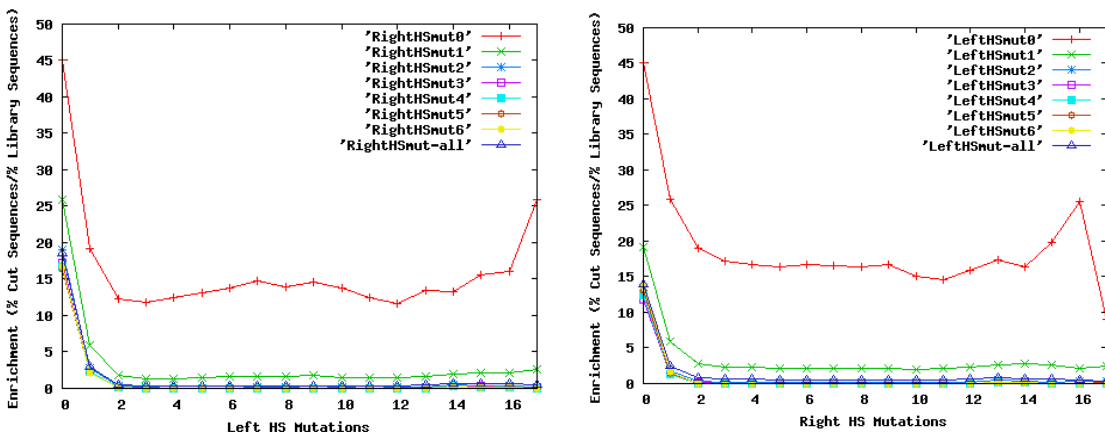 Enrichment (% Cut Sequences/% Library Sequences)
50
45
40
35
30
25
20
15
10
5
0
'RightHSmut0'
'RightHSmut1'
'RightHSmut2'
'RightHSmut3'
'RightHSmut4'
'RightHSmut5'
'RightHSmut6'
'RightHSmut-all'
0 2 4 6 8 10 12 14 16
Left HS Mutations
Enrichment (% Cut Sequences/% Library Sequences)
50
45
40
35
30
25
20
15
10
5
0
'LeftHSmut0'
'LeftHSmut1'
'LeftHSmut2'
'LeftHSmut3'
'LeftHSmut4'
'LeftHSmut5'
'LeftHSmut6'
'LeftHSmut-all'
0 2 4 6 8 10 12 14 16
Right HS Mutations